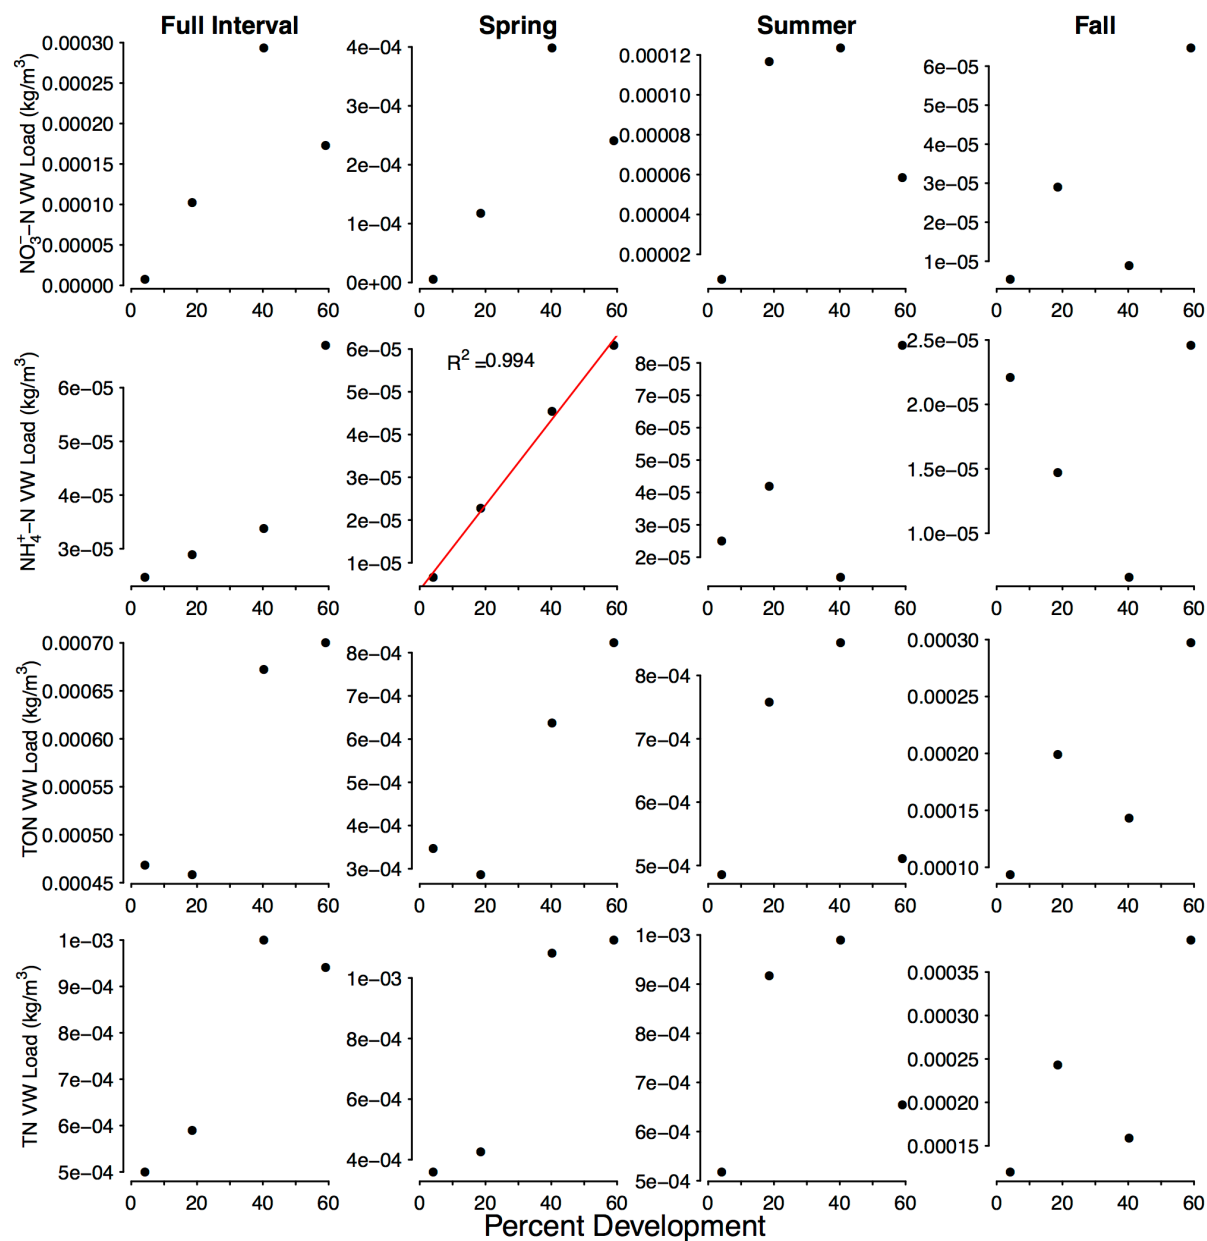 Full Interval Spring Summer Fall
NO₃⁻−N VW Load (kg/m³)
0.00030
0.00025
0.00020
0.00015
0.00010
0.00005
0.00000
0 20 40 60
4e−04
3e−04
2e−04
1e−04
0e+00
0 20 40 60
0.00012
0.00010
0.00008
0.00006
0.00004
0.00002
0 20 40 60
6e−05
5e−05
4e−05
3e−05
2e−05
1e−05
0 20 40 60
NH₄⁺−N VW Load (kg/m³)
6e−05
5e−05
4e−05
3e−05
0 20 40 60
R² =0.994
6e−05
5e−05
4e−05
3e−05
2e−05
1e−05
0 20 40 60
8e−05
7e−05
6e−05
5e−05
4e−05
3e−05
2e−05
0 20 40 60
2.5e−05
2.0e−05
1.5e−05
1.0e−05
0 20 40 60
TON VW Load (kg/m³)
0.00070
0.00065
0.00060
0.00055
0.00050
0.00045
0 20 40 60
8e−04
7e−04
6e−04
5e−04
4e−04
3e−04
0 20 40 60
8e−04
7e−04
6e−04
5e−04
0 20 40 60
0.00030
0.00025
0.00020
0.00015
0.00010
0 20 40 60
TN VW Load (kg/m³)
1e−03
9e−04
8e−04
7e−04
6e−04
5e−04
0 20 40 60
1e−03
8e−04
6e−04
4e−04
0 20 40 60
1e−03
9e−04
8e−04
7e−04
6e−04
5e−04
0 20 40 60
0.00035
0.00030
0.00025
0.00020
0.00015
0 20 40 60
Percent Development